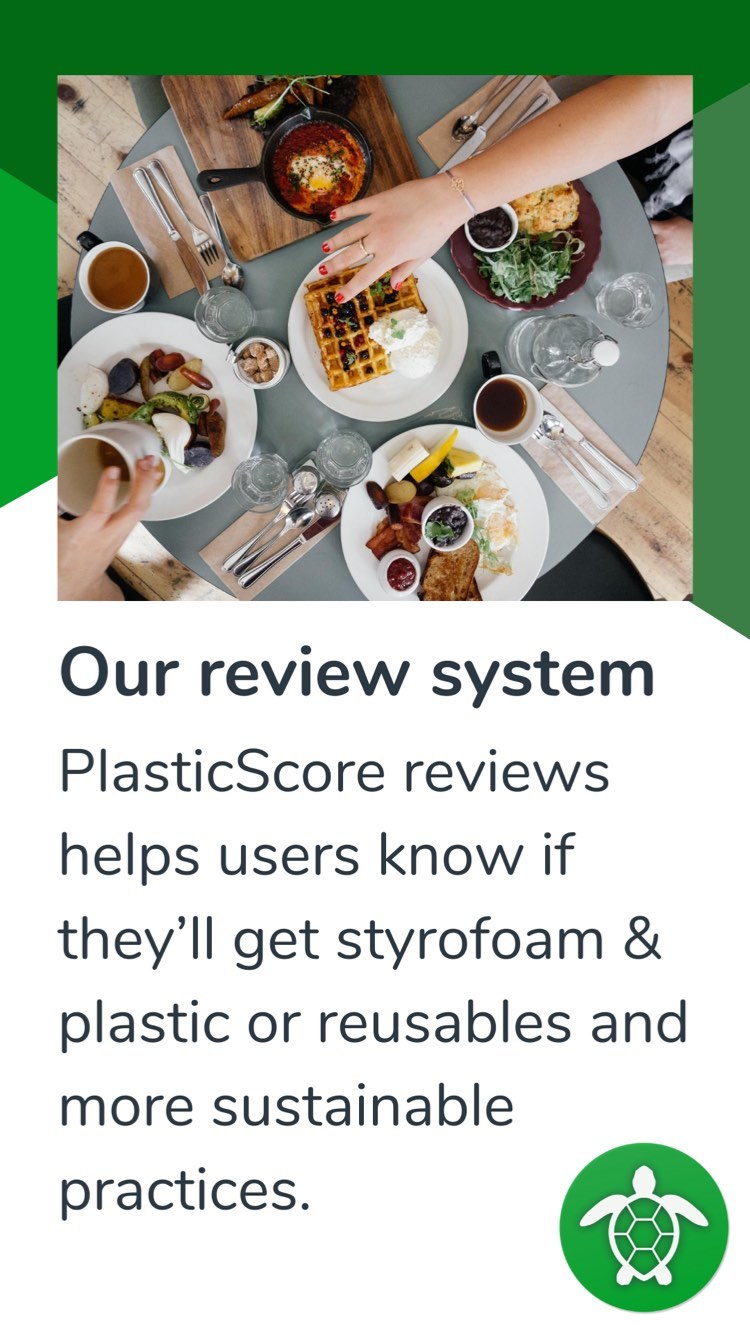 Our review system
PlasticScore reviews
helps users know if
they’ll get styrofoam &
plastic or reusables and
more sustainable
practices.